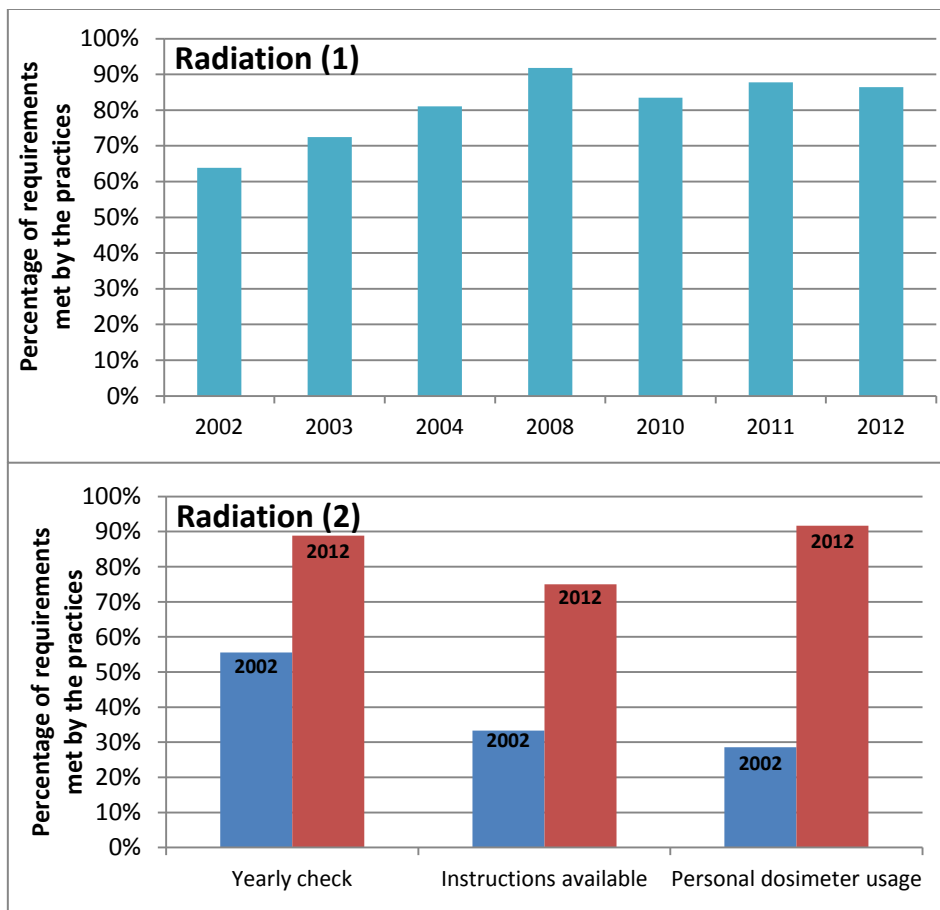 Radiation (1)
Percentage of requirements
met by the practices
100%
90%
80%
70%
60%
50%
40%
30%
20%
10%
0%
2002 2003 2004 2008 2010 2011 2012
Radiation (2)
Percentage of requirements
met by the practices
100%
90%
80%
70%
60%
50%
40%
30%
20%
10%
0%
2002 2012 2002 2012 2002 2012
Yearly check Instructions available Personal dosimeter usage